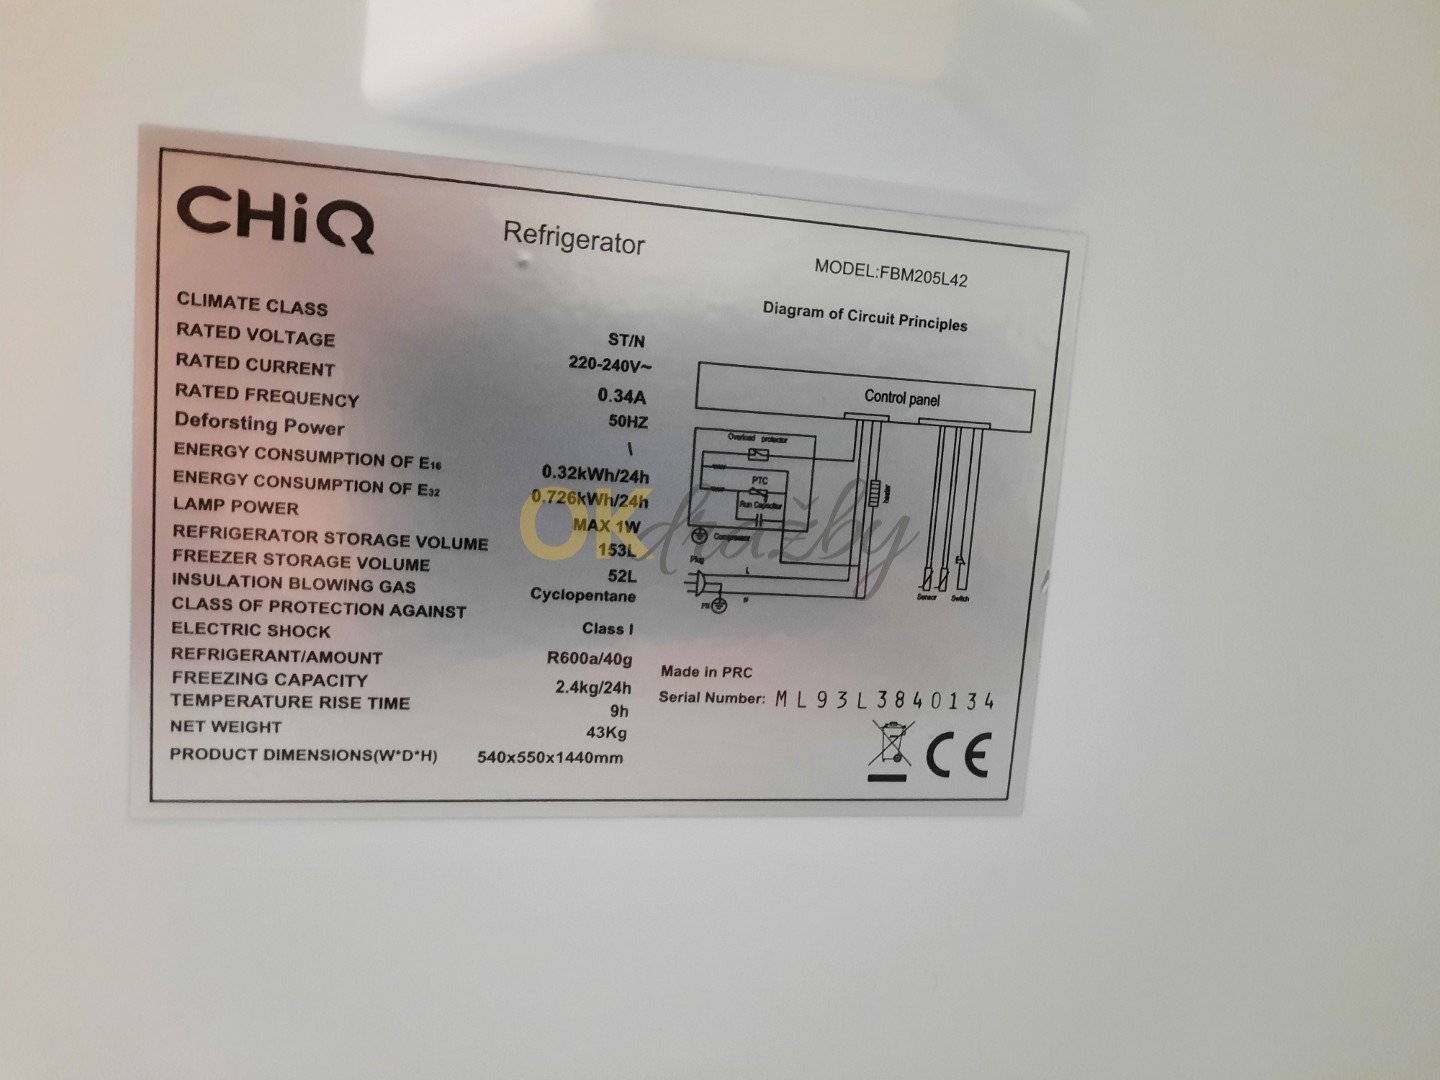 CHiQ
Refrigerator
MODEL:FBM205L42
CLIMATE CLASS ST/N
RATED VOLTAGE 220-240V~
RATED CURRENT 0.34A
RATED FREQUENCY 50HZ
Deforsting Power \
ENERGY CONSUMPTION OF E16 0.32kWh/24h
ENERGY CONSUMPTION OF E32 0.726kWh/24h
LAMP POWER MAX 1W
REFRIGERATOR STORAGE VOLUME 153L
FREEZER STORAGE VOLUME 52L
INSULATION BLOWING GAS Cyclopentane
CLASS OF PROTECTION AGAINST
ELECTRIC SHOCK Class I
REFRIGERANT/AMOUNT R600a/40g
FREEZING CAPACITY 2.4kg/24h
TEMPERATURE RISE TIME 9h
NET WEIGHT 43Kg
PRODUCT DIMENSIONS(W*D*H) 540x550x1440mm
Diagram of Circuit Principles
Control panel
Overload protector
PTC
Run Capacitor
heater
Compressor
Plug
L
N
Sensor
Switch
Made in PRC
Serial Number: ML93L3840134
CE
OKdražby